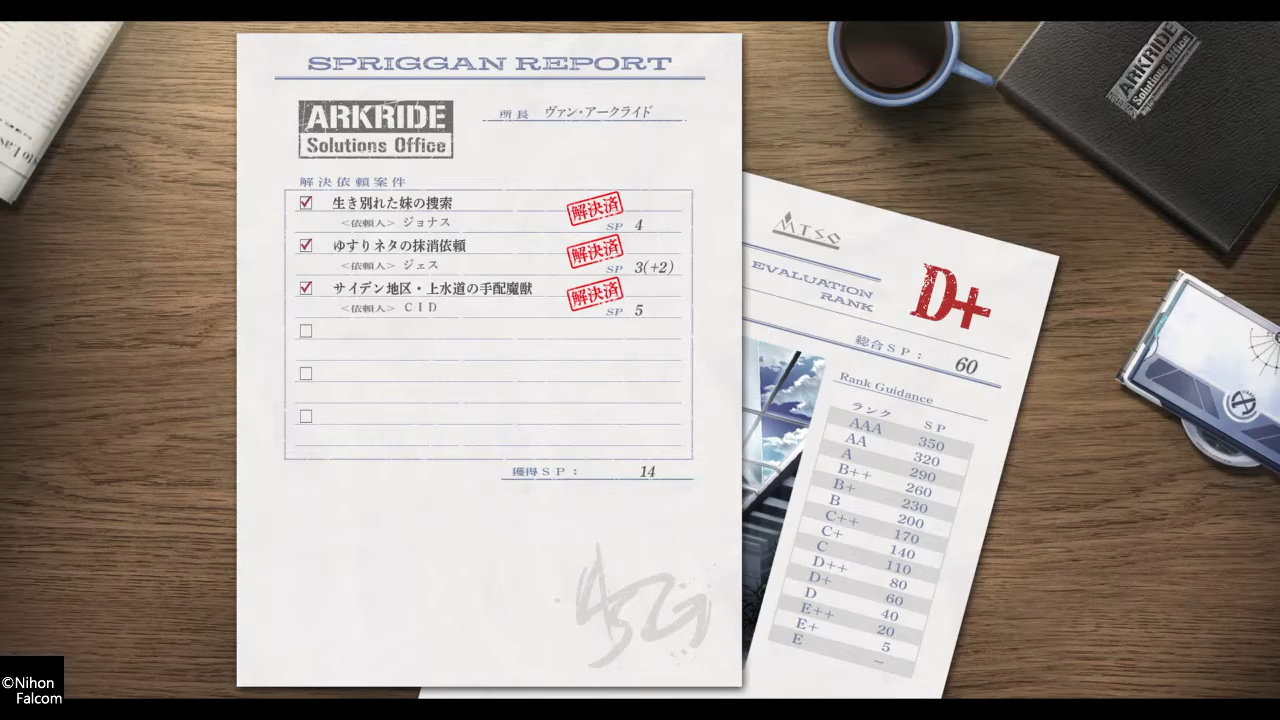 SPRIGGAN REPORT
ARKRIDE
Solutions Office
所長 ヴァン・アークライド
解決依頼案件
生き別れた妹の捜索
<依頼人> ジョナス
解決済
SP 4
ゆすりネタの抹消依頼
<依頼人> ジェス
解決済
SP 3(+2)
サイデン地区・上水道の手配魔獣
<依頼人> CID
解決済
SP 5
獲得SP: 14
MTSO
EVALUATION
RANK
D+
総合SP: 60
Rank Guidance
ランク SP
AAA 350
AA 320
A 290
B++ 260
B+ 230
B 200
C++ 170
C+ 140
C 110
D++ 80
D+ 60
D 40
E++ 20
E+ 5
E –
ARKRIDE
Solutions Office
©Nihon
Falcom